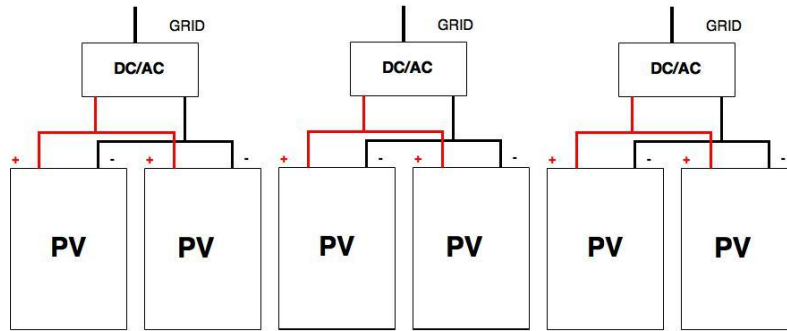 GRID
DC/AC
+ - + -
PV PV
GRID
DC/AC
+ - + -
PV PV
GRID
DC/AC
+ - + -
PV PV